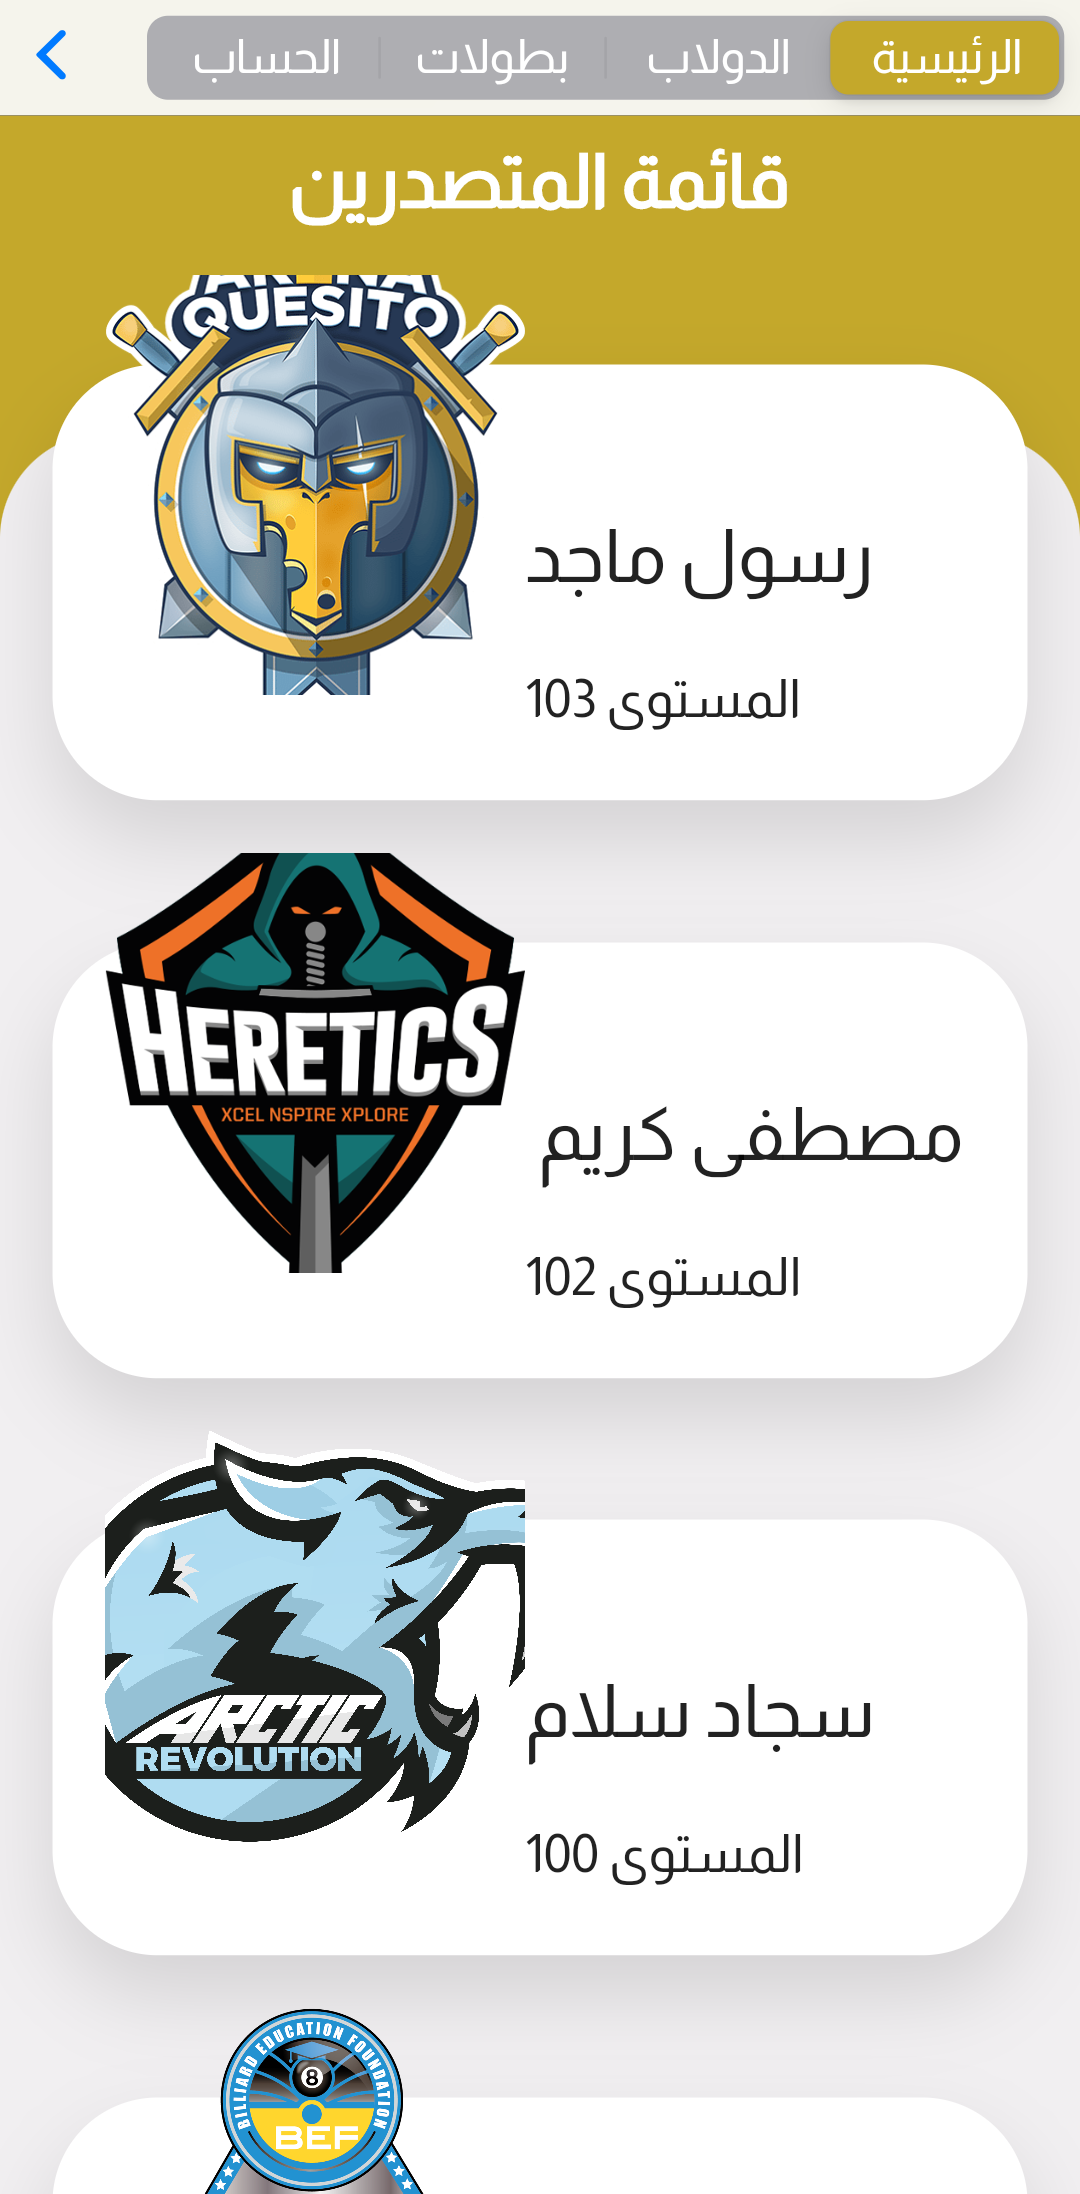 الرئيسية
الدولاب
بطولات
الحساب
قائمة المتصدرين
QUESITO
رسول ماجد
المستوى 103
HERETICS
XCEL NSPIRE XPLORE
مصطفى كريم
المستوى 102
ARCTIC
REVOLUTION
سجاد سلام
المستوى 100
BILLIARD EDUCATION FOUNDATION
8
BEF